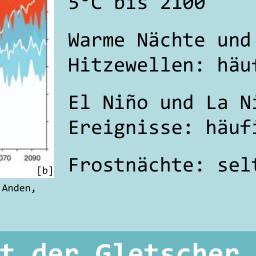 5°C bis 2100
Warme Nächte und
Hitzewellen: häuf
El Niño und La Ni
Ereignisse: häufi
Frostnächte: selt
070 2090
[b]
Anden,
t der Gletscher